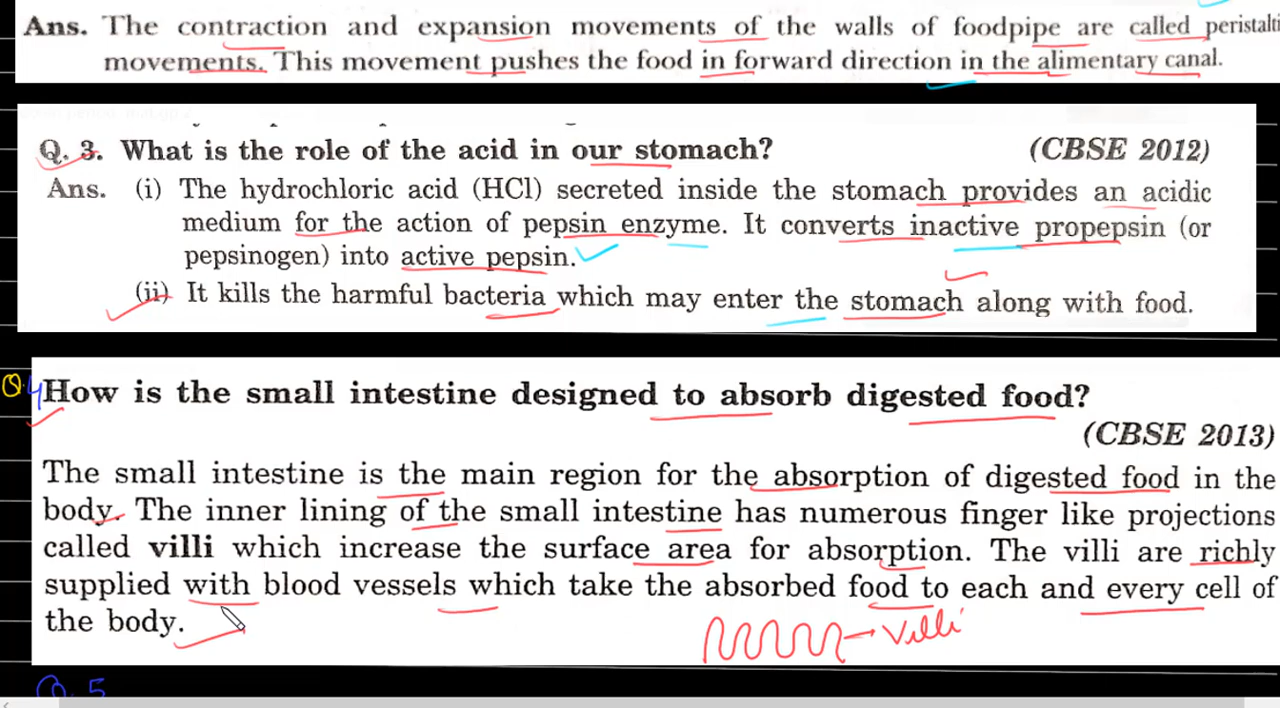 Ans. The contraction and expansion movements of the walls of foodpipe are called peristalti
movements. This movement pushes the food in forward direction in the alimentary canal.
Q. 3. What is the role of the acid in our stomach? (CBSE 2012)
Ans. (i) The hydrochloric acid (HCl) secreted inside the stomach provides an acidic
medium for the action of pepsin enzyme. It converts inactive propepsin (or
pepsinogen) into active pepsin.
(ii) It kills the harmful bacteria which may enter the stomach along with food.
Q.4 How is the small intestine designed to absorb digested food?
(CBSE 2013)
The small intestine is the main region for the absorption of digested food in the
body. The inner lining of the small intestine has numerous finger like projections
called villi which increase the surface area for absorption. The villi are richly
supplied with blood vessels which take the absorbed food to each and every cell of
the body.
Villi
Q. 5